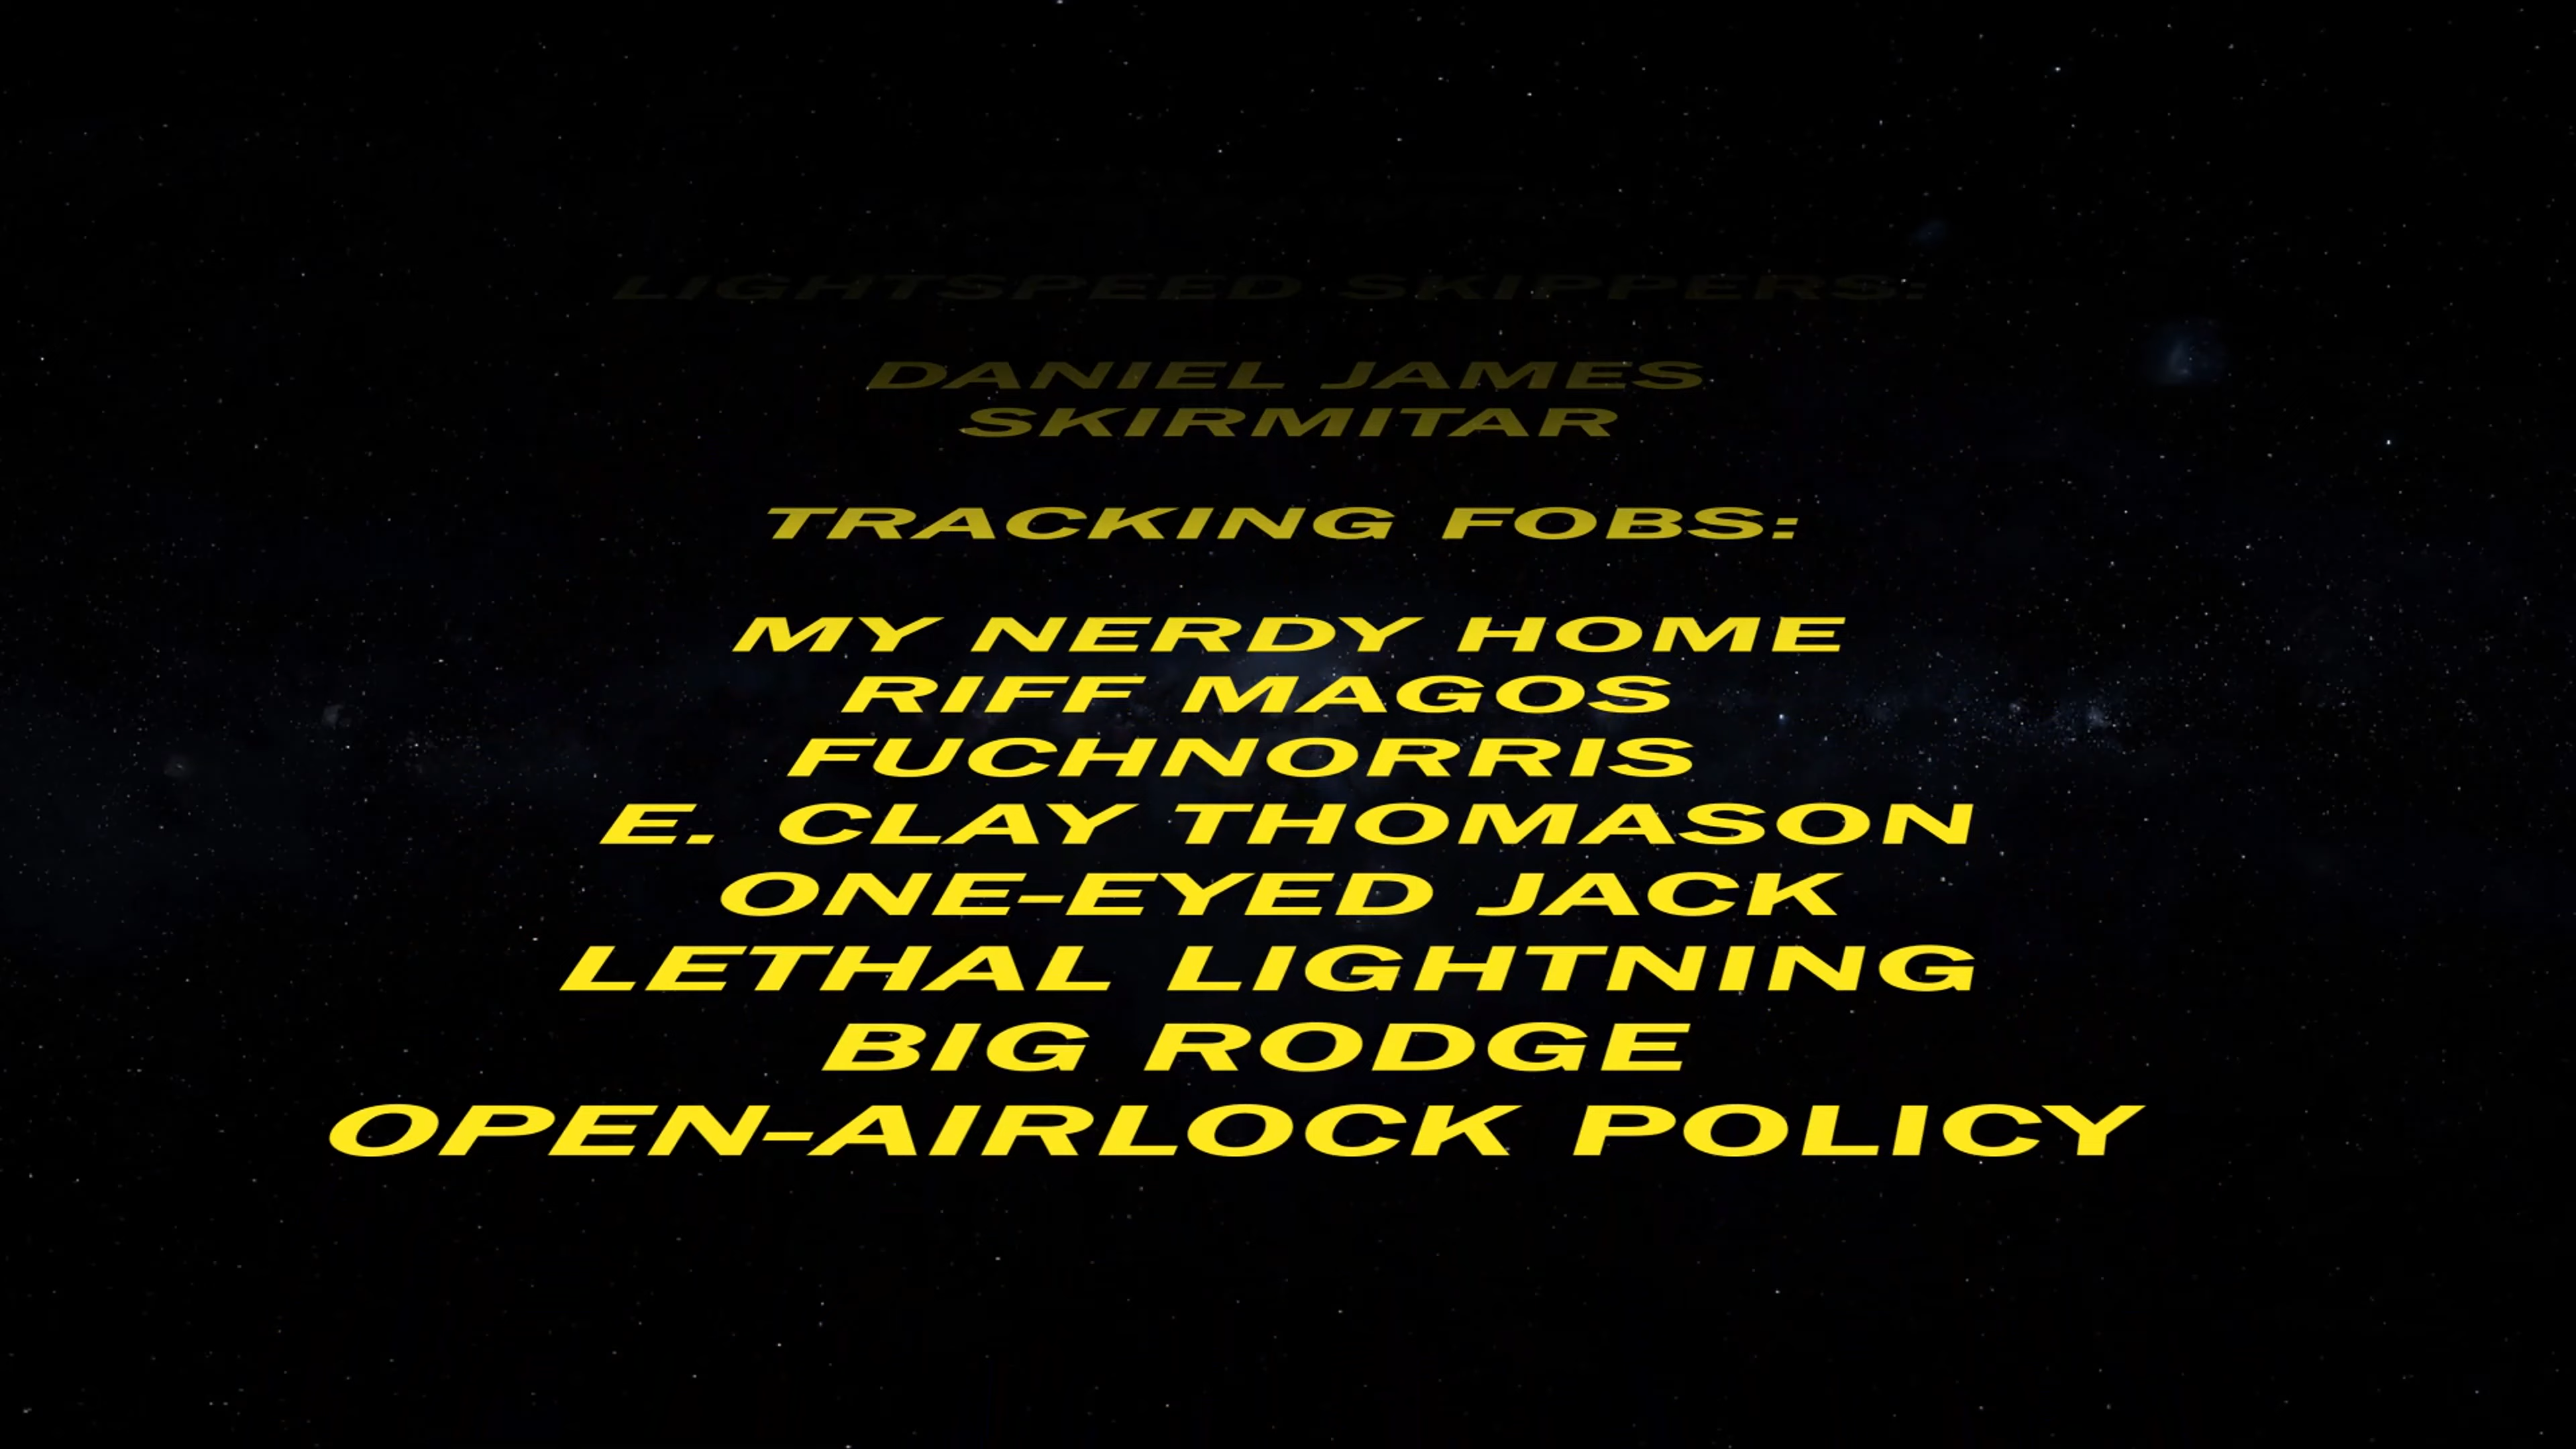 LIGHTSPEED SKIPPERS:
DANIEL JAMES
SKIRMITAR
TRACKING FOBS:
MY NERDY HOME
RIFF MAGOS
FUCHNORRIS
E. CLAY THOMASON
ONE-EYED JACK
LETHAL LIGHTNING
BIG RODGE
OPEN-AIRLOCK POLICY